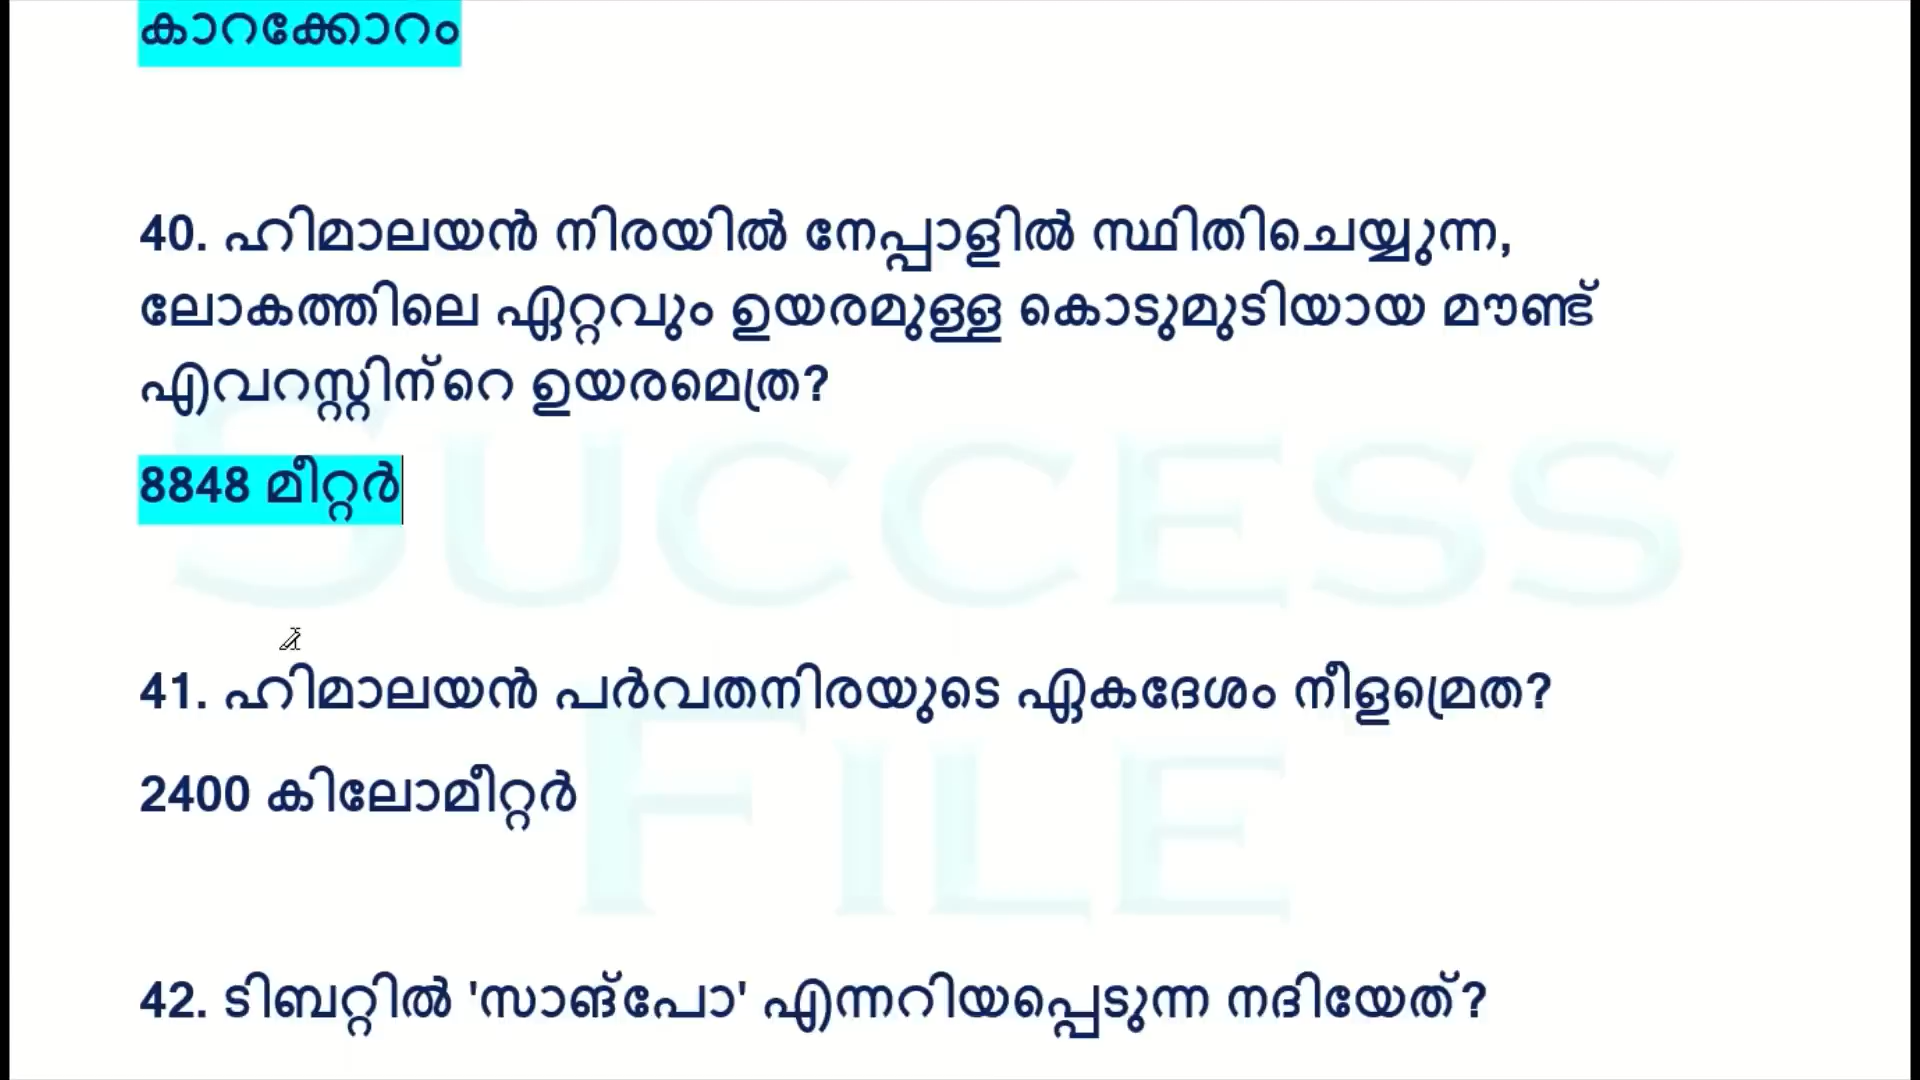 കാറക്കോറം
40. ഹിമാലയൻ നിരയിൽ നേപ്പാളിൽ സ്ഥിതിചെയ്യുന്ന,
ലോകത്തിലെ ഏറ്റവും ഉയരമുള്ള കൊടുമുടിയായ മൗണ്ട്
എവറസ്റ്റിന്റെ ഉയരമെത്ര?
8848 മീറ്റർ
SUCCESS
41. ഹിമാലയൻ പർവതനിരയുടെ ഏകദേശം നീളമ്രെത?
FILE
2400 കിലോമീറ്റർ
42. ടിബറ്റിൽ 'സാങ്പോ' എന്നറിയപ്പെടുന്ന നദിയേത്?